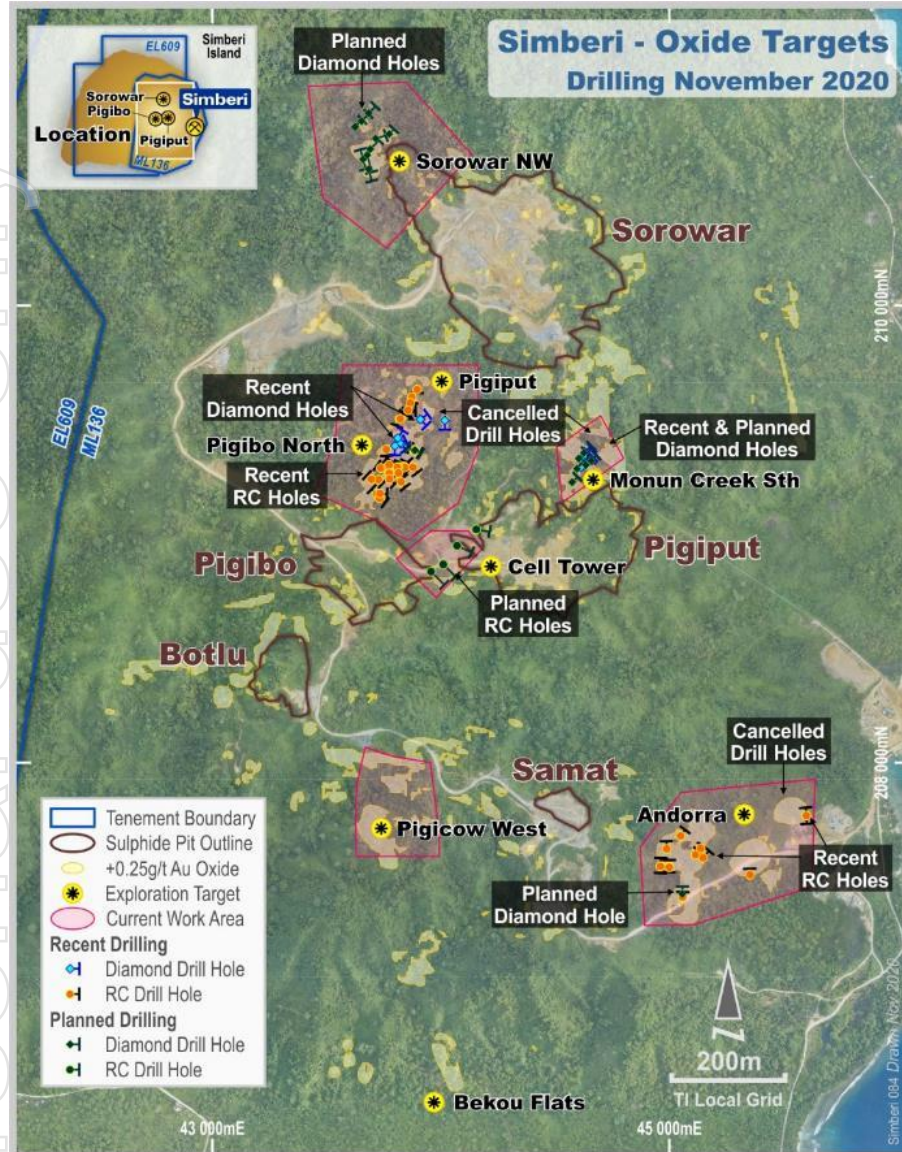 Simberi - Oxide Targets
Drilling November 2020
EL609
Simberi
Island
Sorowar
Simberi
Pigibo
Location
Pigiput
ML136
Planned
Diamond Holes
Sorowar NW
Sorowar
210 000mN
Pigiput
Recent
Diamond Holes
Cancelled
Drill Holes
Recent & Planned
Diamond Holes
EL609
ML136
Pigibo North
Recent
RC Holes
Monun Creek Sth
Pigibo
Pigiput
Cell Tower
Planned
RC Holes
Botlu
208 000mN
Cancelled
Drill Holes
Samat
Andorra
Pigicow West
Recent
RC Holes
Planned
Diamond Hole
Tenement Boundary
Sulphide Pit Outline
+0.25g/t Au Oxide
Exploration Target
Current Work Area
Recent Drilling
Diamond Drill Hole
RC Drill Hole
Planned Drilling
Diamond Drill Hole
RC Drill Hole
N
200m
TI Local Grid
Bekou Flats
43 000mE
45 000mE
Simberi 084 Drawn Nov 2020